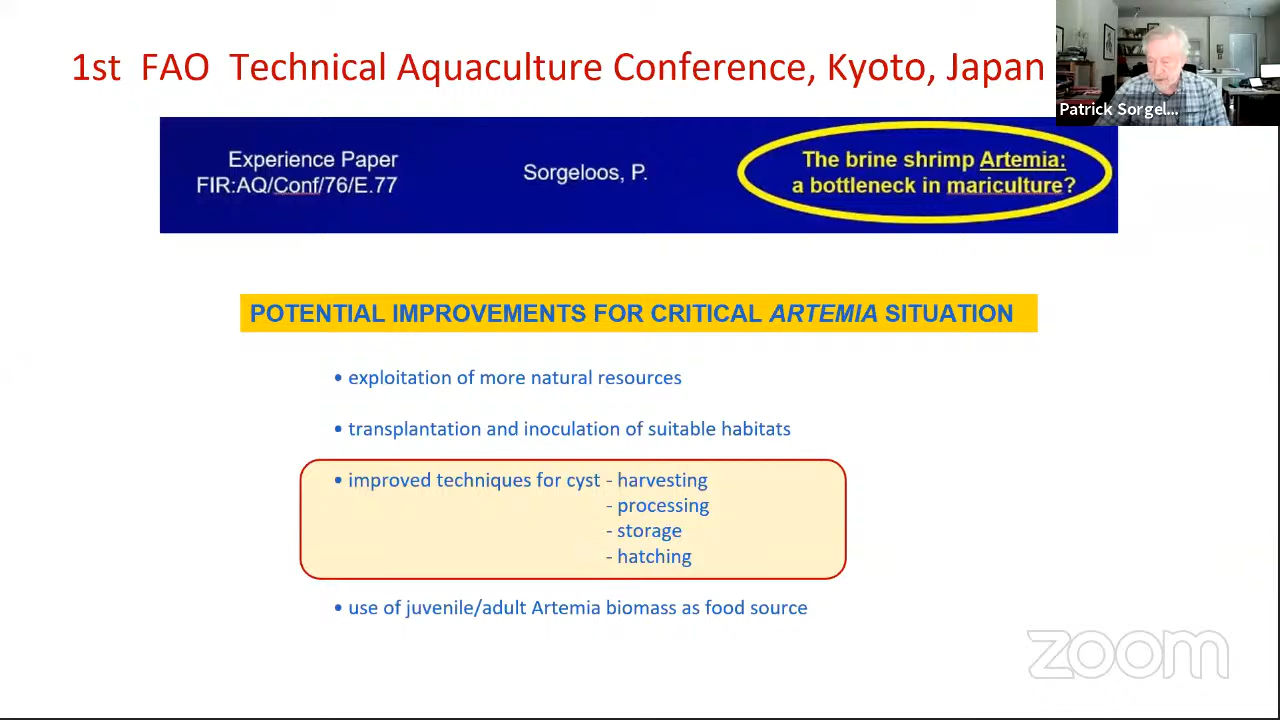 1st FAO Technical Aquaculture Conference, Kyoto, Japan
Patrick Sorgel...
Experience Paper
FIR:AQ/Conf/76/E.77
Sorgeloos, P.
The brine shrimp Artemia:
a bottleneck in mariculture?
POTENTIAL IMPROVEMENTS FOR CRITICAL ARTEMIA SITUATION
• exploitation of more natural resources
• transplantation and inoculation of suitable habitats
• improved techniques for cyst - harvesting
- processing
- storage
- hatching
• use of juvenile/adult Artemia biomass as food source
zoom